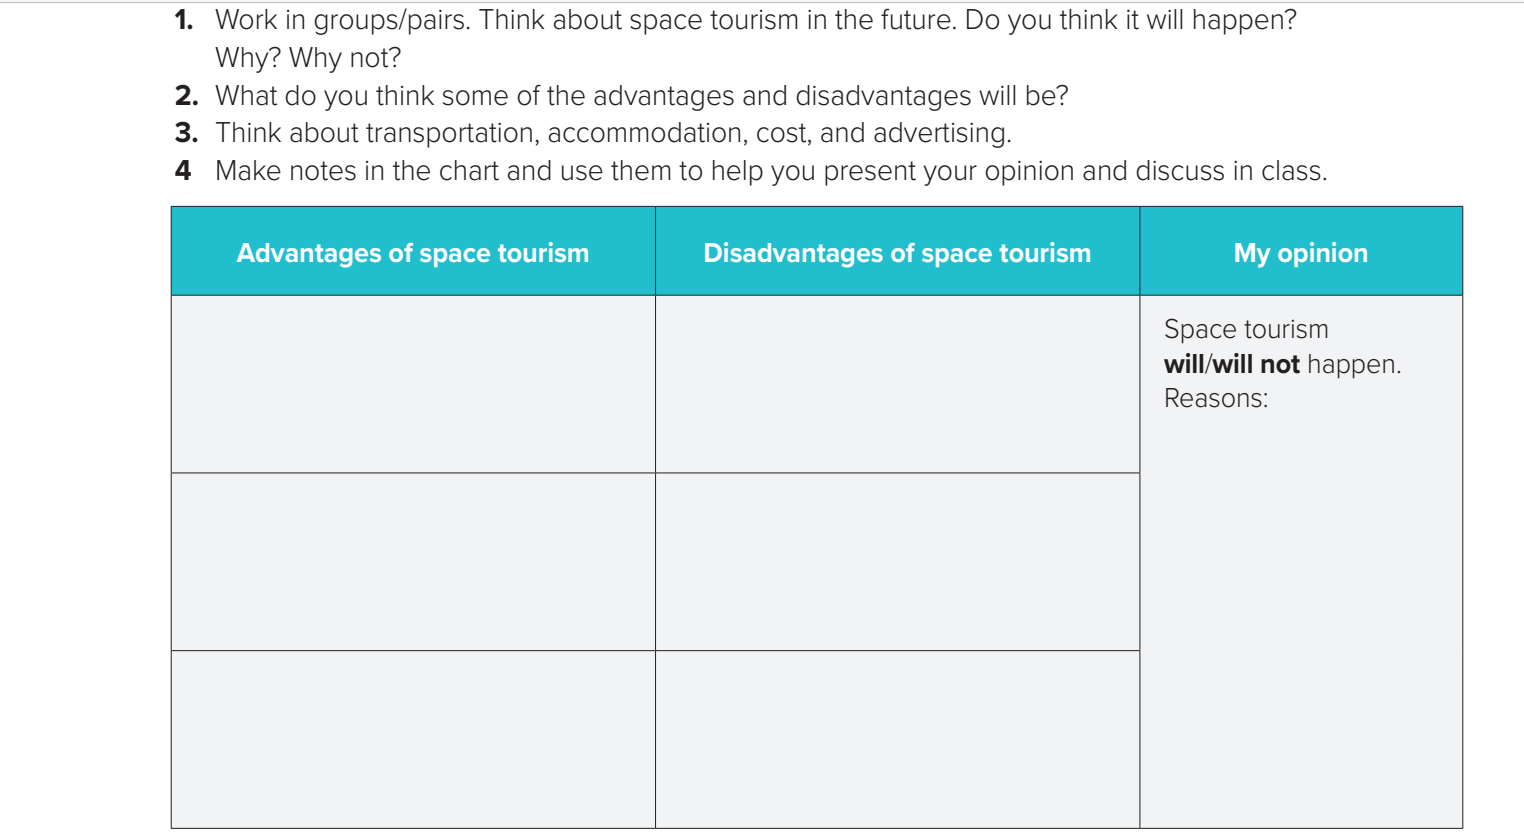 1. Work in groups/pairs. Think about space tourism in the future. Do you think it will happen?
Why? Why not?
2. What do you think some of the advantages and disadvantages will be?
3. Think about transportation, accommodation, cost, and advertising.
4 Make notes in the chart and use them to help you present your opinion and discuss in class.
Advantages of space tourism
Disadvantages of space tourism
My opinion
Space tourism
will/will not happen.
Reasons: